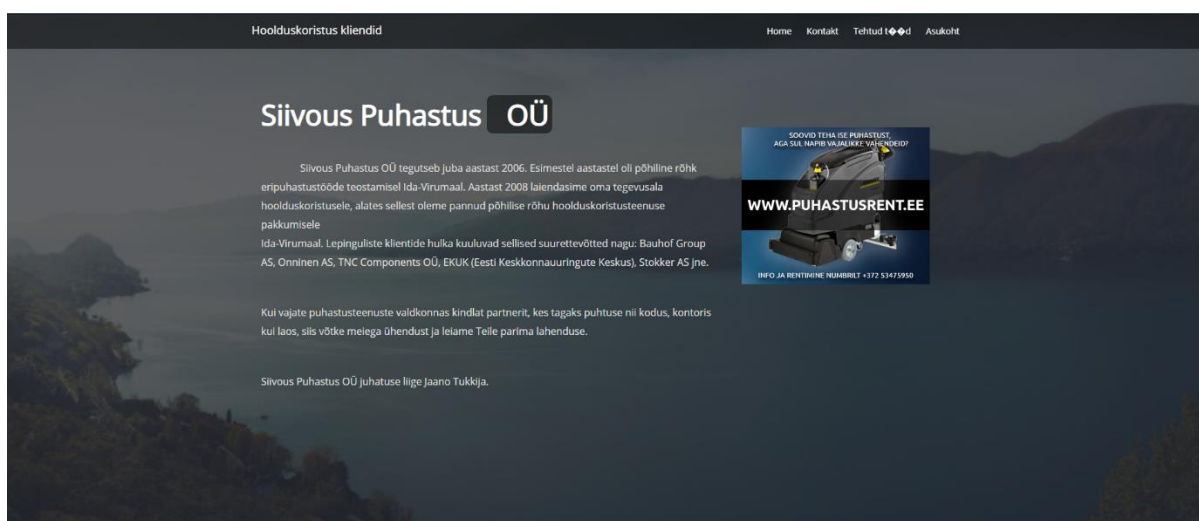 Hoolduskoristus kliendid
Home Kontakt Tehtud t��d Asukoht
Siivous Puhastus OÜ
Siivous Puhastus OÜ tegutseb juba aastast 2006. Esimestel aastastel oli põhiline rõhk
eripuhastustööde teostamisel Ida-Virumaal. Aastast 2008 laiendasime oma tegevusala
hoolduskoristusele, alates sellest oleme pannud põhilise rõhu hoolduskoristusteenuse
pakkumisele
Ida-Virumaal. Lepinguliste klientide hulka kuuluvad sellised suurettevõtted nagu: Bauhof Group
AS, Onninen AS, TNC Components OÜ, EKUK (Eesti Keskkonnauuringute Keskus), Stokker AS jne.
Kui vajate puhastusteenuste valdkonnas kindlat partnerit, kes tagaks puhtuse nii kodus, kontoris
kui laos, siis võtke meiega ühendust ja leiame Teile parima lahenduse.
Siivous Puhastus OÜ juhatuse liige Jaano Tukkija.
SOOVID TEHA ISE PUHASTUST,
AGA SUL NAPIB VAJALIKKE VAHENDEID?
WWW.PUHASTUSRENT.EE
INFO JA RENTIMINE NUMBRILT +372 53475950